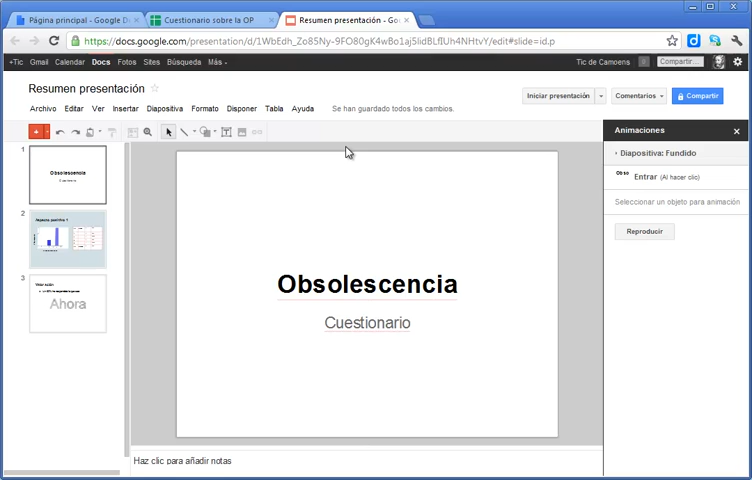 Página principal - Google D
Cuestionario sobre la OP
Resumen presentación - Go
https://docs.google.com/presentation/d/1WbEdh_Zo85Ny-9FO80gK4wBo1aj5lidBLfIUh4NHtvY/edit#slide=id.p
+Tic Gmail Calendar Docs Fotos Sites Búsqueda Más
Tic de Camoens
Compartir...
Resumen presentación
Archivo Editar Ver Insertar Diapositiva Formato Organizar Tabla Ayuda
Se han guardado todos los cambios.
Iniciar presentación
Comentarios
Compartir
1
Obsolescencia
Cuestionario
2
3
Ahora
Obsolescencia
Cuestionario
Haz clic para añadir notas
Animaciones
Diapositiva: Fundido
Obso
Entrar (Al hacer clic)
Seleccionar un objeto para animación
Reproducir